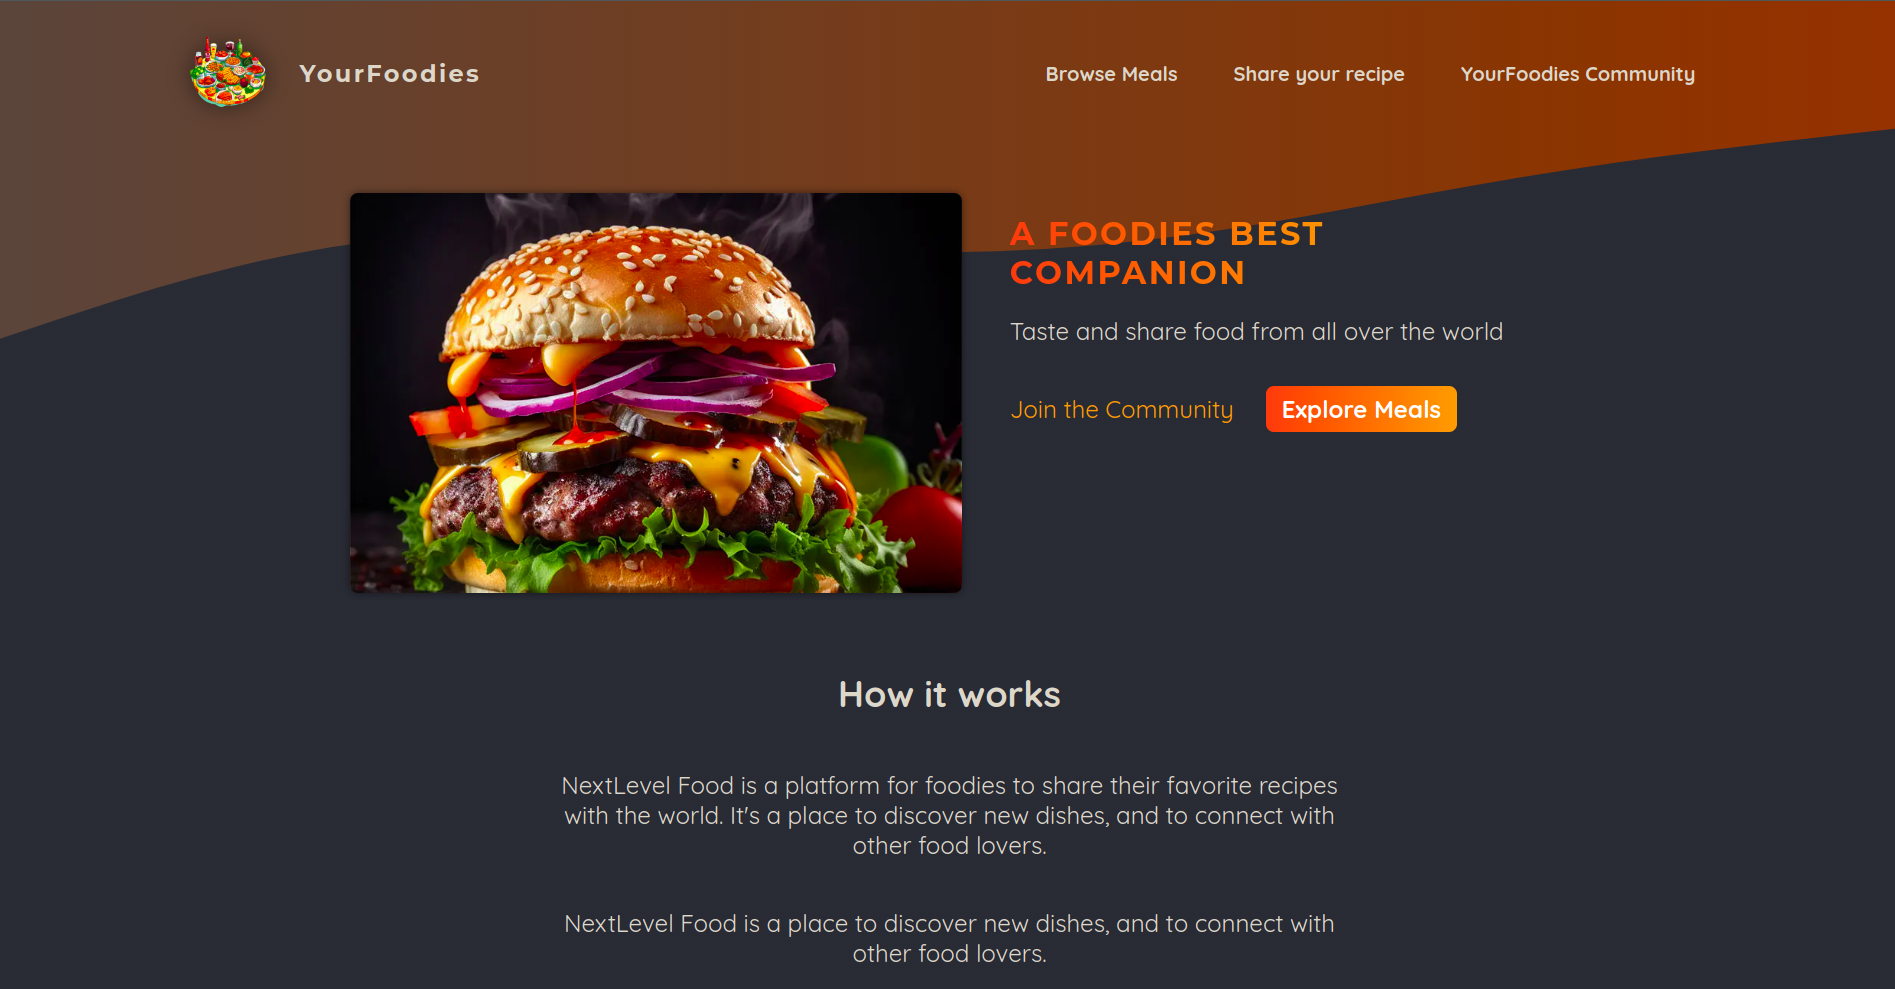 YourFoodies
Browse Meals
Share your recipe
YourFoodies Community
A FOODIES BEST
COMPANION
Taste and share food from all over the world
Join the Community
Explore Meals
How it works
NextLevel Food is a platform for foodies to share their favorite recipes
with the world. It's a place to discover new dishes, and to connect with
other food lovers.
NextLevel Food is a place to discover new dishes, and to connect with
other food lovers.